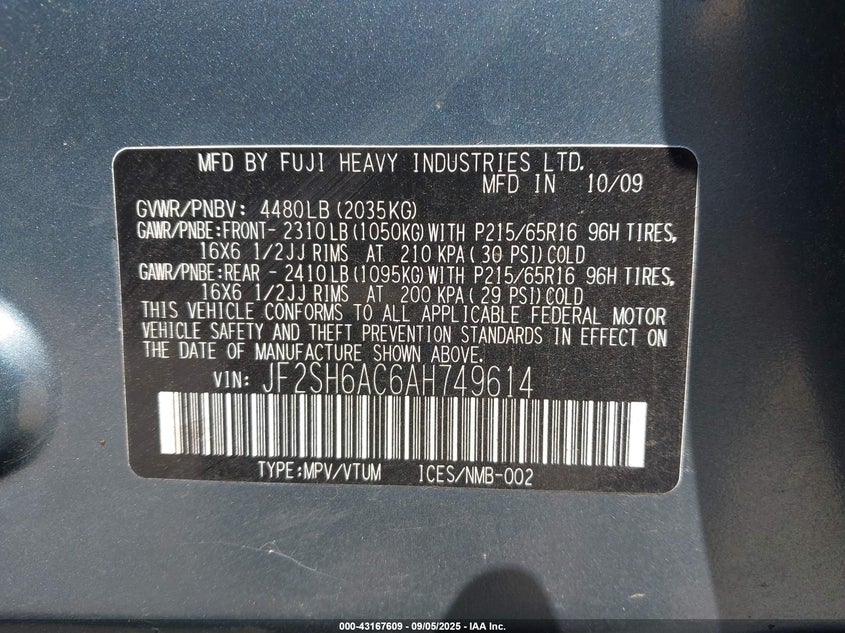 MFD BY FUJI HEAVY INDUSTRIES LTD.
MFD IN 10/09
GVWR/PNBV: 4480LB(2035KG)
GAWR/PNBE:FRONT- 2310LB(1050KG)WITH P215/65R16 96H TIRES,
16X6 1/2JJ RIMS AT 210 KPA( 30 PSI)COLD
GAWR/PNBE:REAR - 2410LB(1095KG)WITH P215/65R16 96H TIRES,
16X6 1/2JJ RIMS AT 200 KPA( 29 PSI)COLD
THIS VEHICLE CONFORMS TO ALL APPLICABLE FEDERAL MOTOR
VEHICLE SAFETY AND THEFT PREVENTION STANDARDS IN EFFECT ON
THE DATE OF MANUFACTURE SHOWN ABOVE.
VIN: JF2SH6AC6AH749614
TYPE:MPV/VTUM ICES/NMB-002
000-43167609 - 09/05/2025 - IAA Inc.